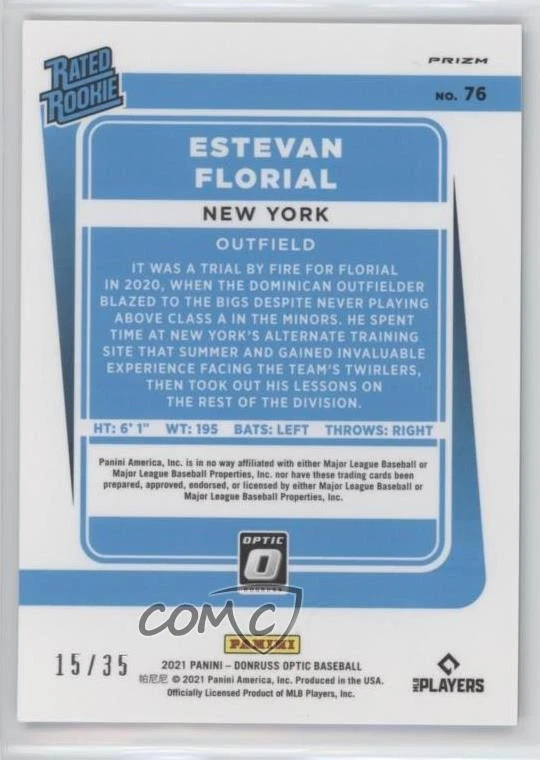 RATED
ROOKIE
PRIZM
NO. 76
ESTEVAN
FLORIAL
NEW YORK
OUTFIELD
IT WAS A TRIAL BY FIRE FOR FLORIAL
IN 2020, WHEN THE DOMINICAN OUTFIELDER
BLAZED TO THE BIGS DESPITE NEVER PLAYING
ABOVE CLASS A IN THE MINORS. HE SPENT
TIME AT NEW YORK'S ALTERNATE TRAINING
SITE THAT SUMMER AND GAINED INVALUABLE
EXPERIENCE FACING THE TEAM'S TWIRLERS,
THEN TOOK OUT HIS LESSONS ON
THE REST OF THE DIVISION.
HT: 6' 1" WT: 195 BATS: LEFT THROWS: RIGHT
Panini America, Inc. is in no way affiliated with either Major League Baseball or
Major League Baseball Properties, Inc. nor have these trading cards been
prepared, approved, endorsed, or licensed by either Major League Baseball or
Major League Baseball Properties, Inc.
OPTIC
O
DONRUSS
COMC
PANINI
15/35
2021 PANINI – DONRUSS OPTIC BASEBALL
帕尼尼 © 2021 Panini America, Inc. Produced in the USA.
Officially Licensed Product of MLB Players, Inc.
MLB PLAYERS